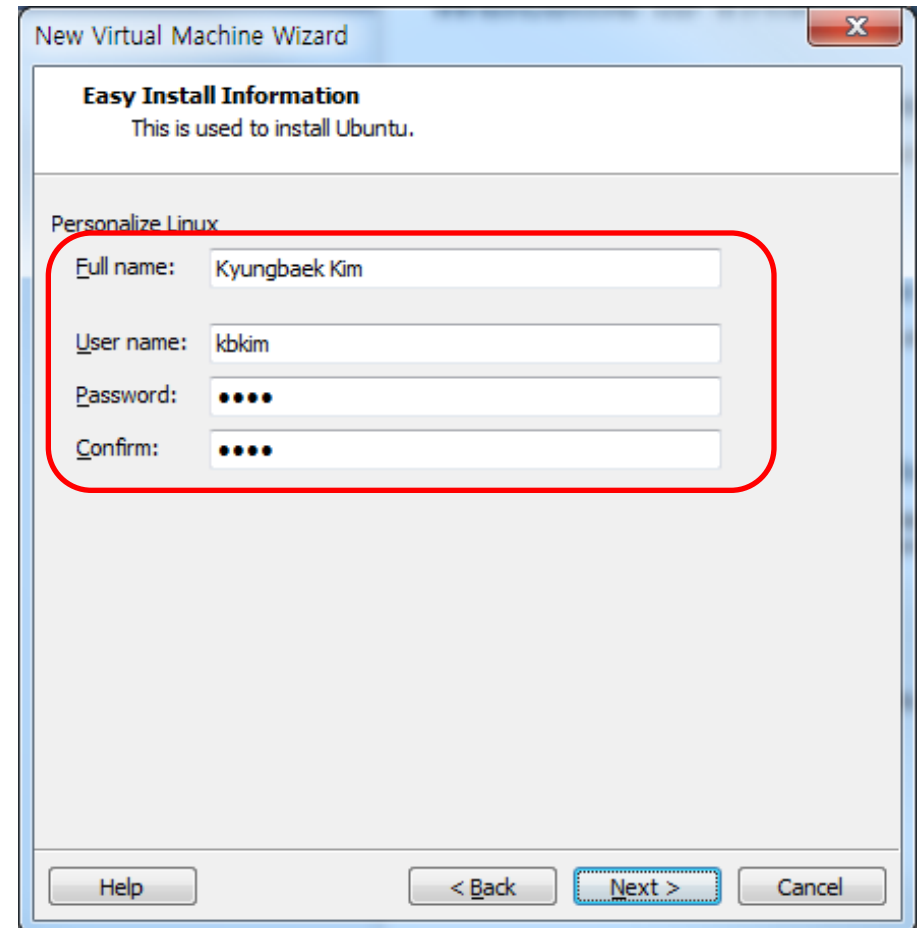 New Virtual Machine Wizard
Easy Install Information
This is used to install Ubuntu.
Personalize Linux
Full name: Kyungbaek Kim
User name: kbkim
Password: ●●●●
Confirm: ●●●●
Help < Back Next > Cancel